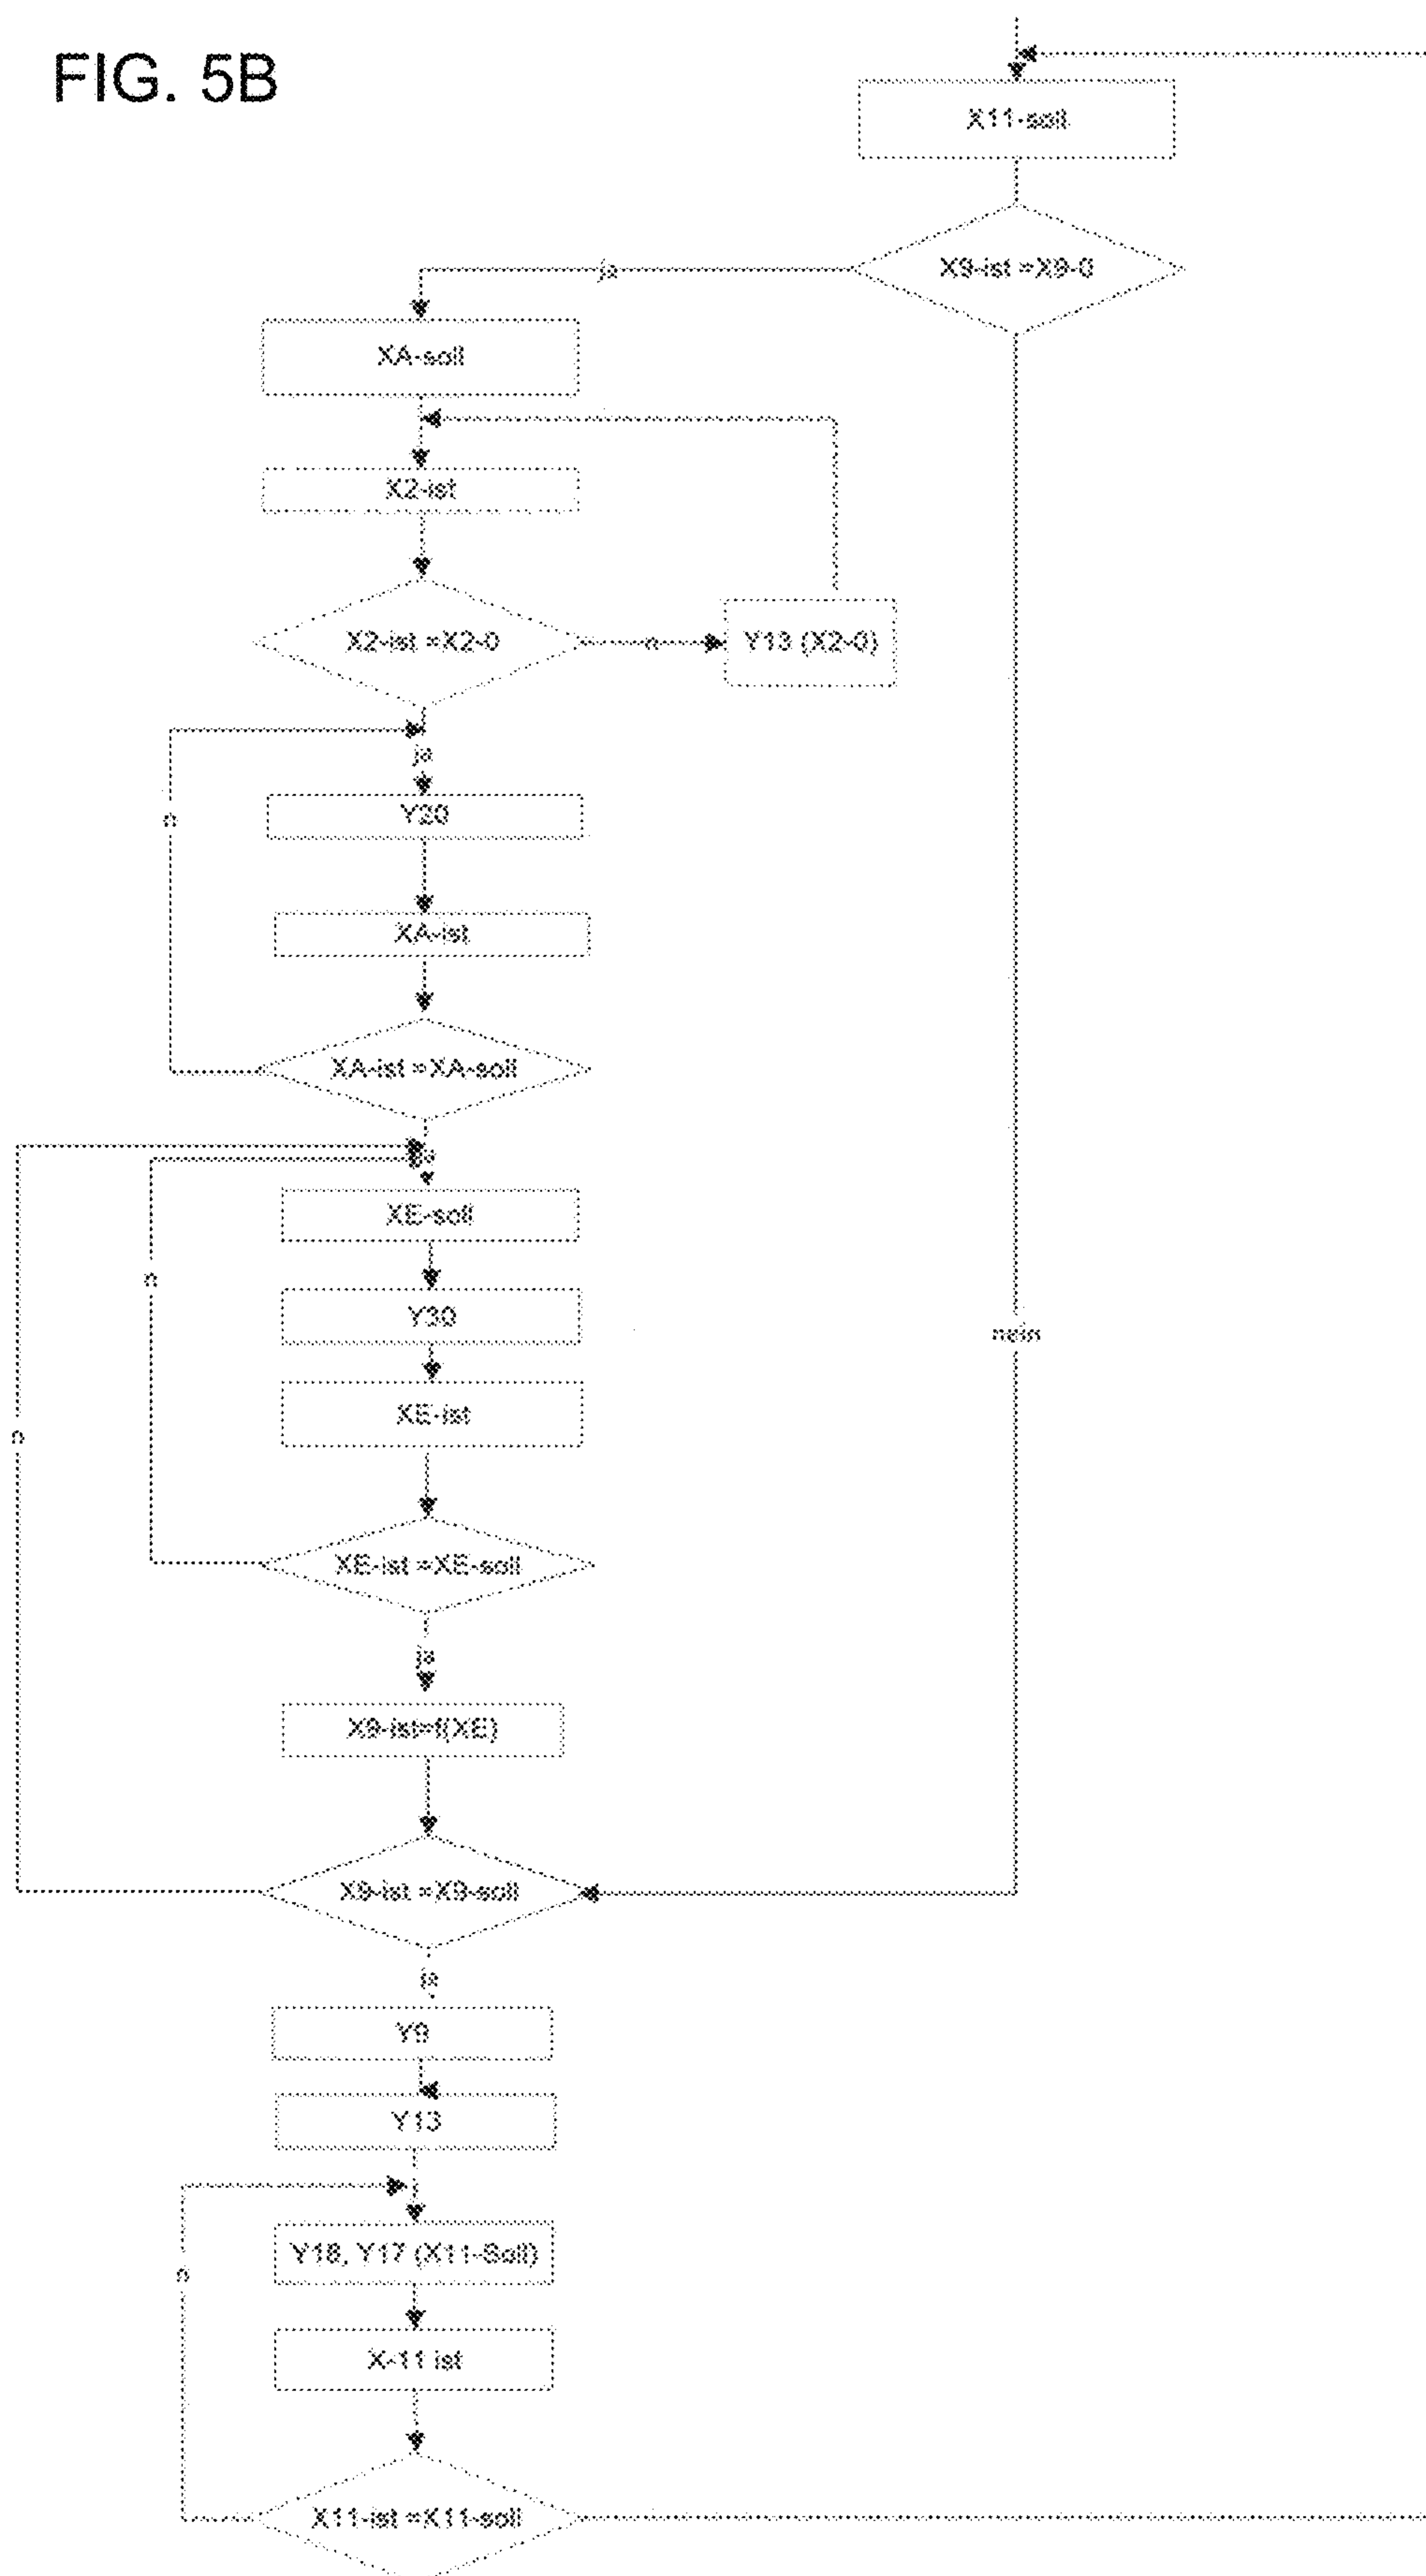 FIG. 5B
X11-soll
X9-ist =X9-0
ja
XA-soll
X2-ist
X2-ist =X2-0
n
Y13 (X2-0)
ja
Y20
n
XA-ist
XA-ist =XA-soll
ja
XE-soll
n
Y30
nein
XE-ist
n
XE-ist =XE-soll
ja
X9-ist=f(XE)
X9-ist =X9-soll
ja
Y9
Y13
Y18, Y17 (X11-Soll)
n
X-11 ist
X11-ist =X11-soll